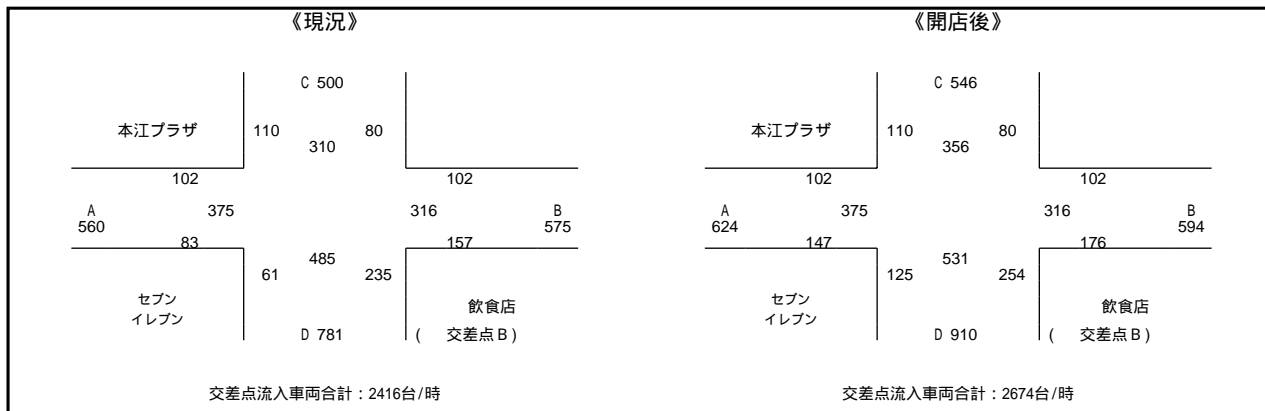 《現況》
C 500
本江プラザ 110 80
310
102 102
A 375 316 B
560 575
83 157
485
61 235
セブン
イレブン
飲食店
D 781 ( 交差点B)
交差点流入車両合計：2416台/時
《開店後》
C 546
本江プラザ 110 80
356
102 102
A 375 316 B
624 594
147 176
531
125 254
セブン
イレブン
飲食店
D 910 ( 交差点B)
交差点流入車両合計：2674台/時